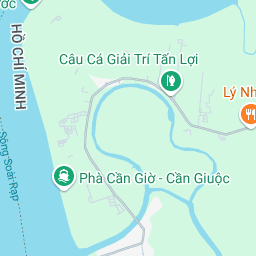 HỒ CHÍ MINH
Câu Cá Giải Trí Tấn Lợi
Lý Nh
Sông Soài Rạp
Phà Cần Giờ - Cần Giuộc